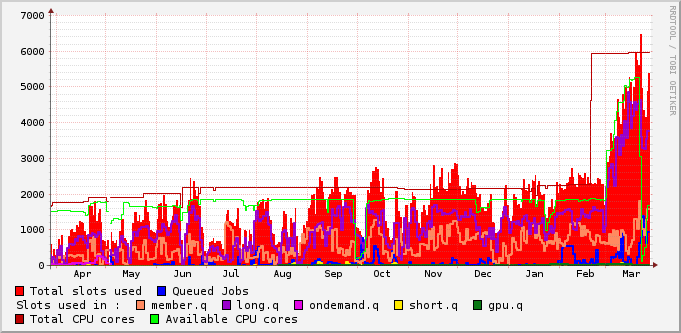 7000
6000
5000
4000
3000
2000
1000
0
Apr May Jun Jul Aug Sep Oct Nov Dec Jan Feb Mar
Total slots used Queued Jobs
Slots used in : member.q long.q ondemand.q short.q gpu.q
Total CPU cores Available CPU cores
RRDTOOL / TOBI OETIKER